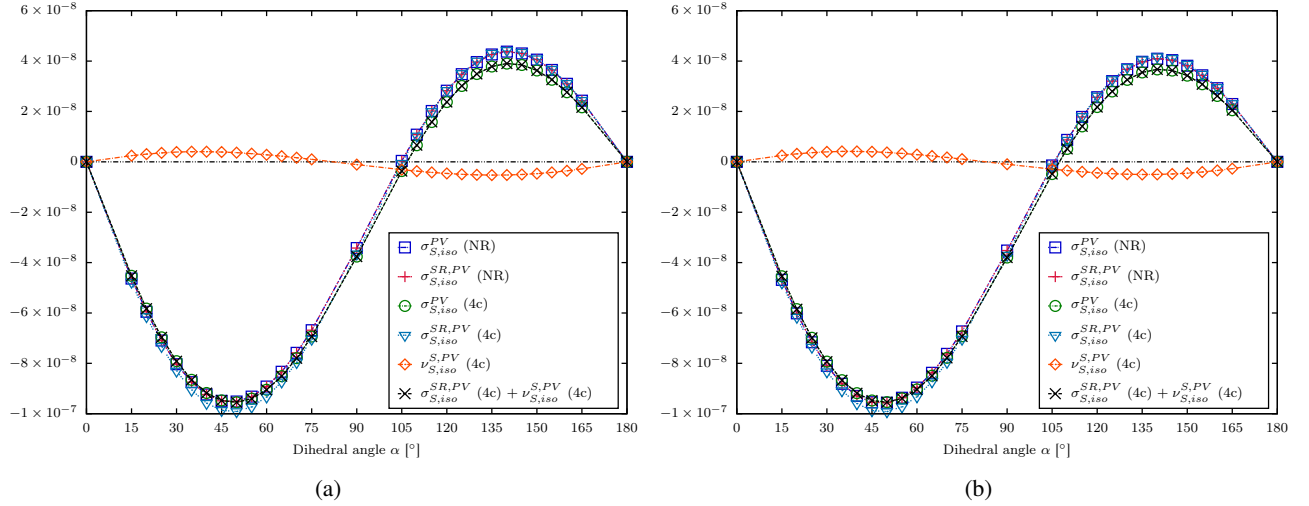 6 × 10⁻⁸
4 × 10⁻⁸
2 × 10⁻⁸
0
−2 × 10⁻⁸
−4 × 10⁻⁸
−6 × 10⁻⁸
−8 × 10⁻⁸
−1 × 10⁻⁷
0 15 30 45 60 75 90 105 120 135 150 165 180
Dihedral angle α [°]
σ^{PV}_{S,iso} (NR)
σ^{SR,PV}_{S,iso} (NR)
σ^{PV}_{S,iso} (4c)
σ^{SR,PV}_{S,iso} (4c)
ν^{S,PV}_{S,iso} (4c)
σ^{SR,PV}_{S,iso} (4c) + ν^{S,PV}_{S,iso} (4c)
(a)
6 × 10⁻⁸
4 × 10⁻⁸
2 × 10⁻⁸
0
−2 × 10⁻⁸
−4 × 10⁻⁸
−6 × 10⁻⁸
−8 × 10⁻⁸
−1 × 10⁻⁷
0 15 30 45 60 75 90 105 120 135 150 165 180
Dihedral angle α [°]
σ^{PV}_{S,iso} (NR)
σ^{SR,PV}_{S,iso} (NR)
σ^{PV}_{S,iso} (4c)
σ^{SR,PV}_{S,iso} (4c)
ν^{S,PV}_{S,iso} (4c)
σ^{SR,PV}_{S,iso} (4c) + ν^{S,PV}_{S,iso} (4c)
(b)